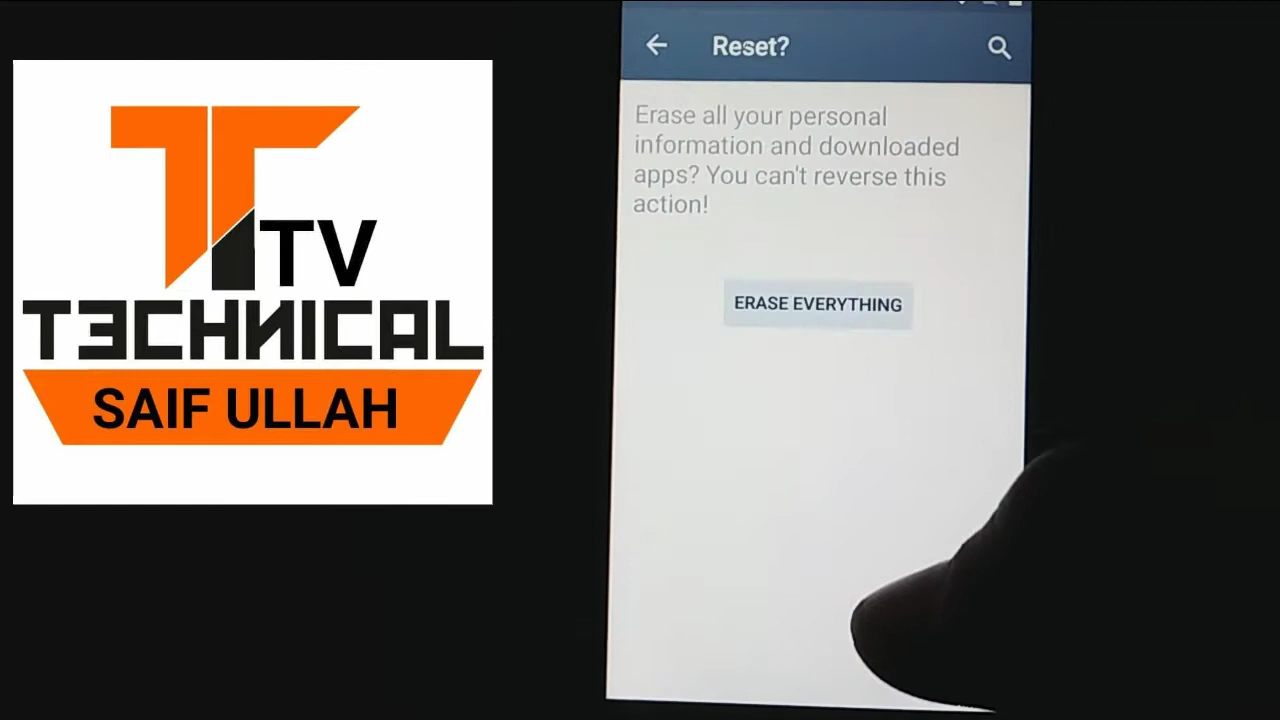 TV
TECHNICAL
SAIF ULLAH
Reset?
Erase all your personal
information and downloaded
apps? You can't reverse this
action!
ERASE EVERYTHING